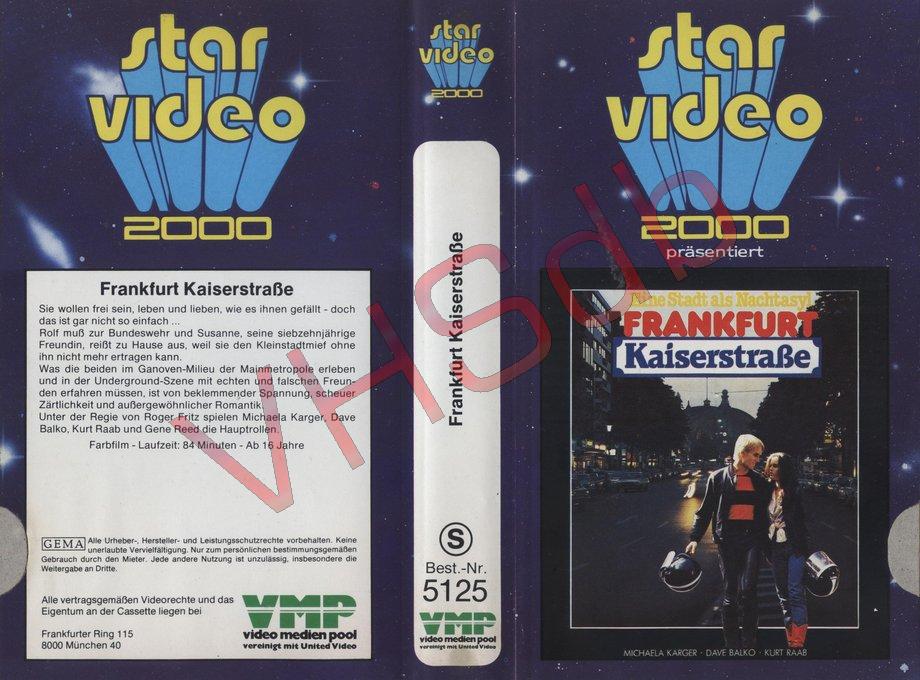 star
video
2000
Frankfurt Kaiserstraße
Sie wollen frei sein, leben und lieben, wie es ihnen gefällt - doch
das ist gar nicht so einfach ...
Rolf muß zur Bundeswehr und Susanne, seine siebzehnjährige
Freundin, reißt zu Hause aus, weil sie den Kleinstadtmief ohne
ihn nicht mehr ertragen kann.
Was die beiden im Ganoven-Milieu der Mainmetropole erleben
und in der Underground-Szene mit echten und falschen Freun-
den erfahren müssen, ist von beklemmender Spannung, scheuer
Zärtlichkeit und außergewöhnlicher Romantik.
Unter der Regie von Roger Fritz spielen Michaela Karger, Dave
Balko, Kurt Raab und Gene Reed die Hauptrollen.
Farbfilm - Laufzeit: 84 Minuten - Ab 16 Jahre
GEMA Alle Urheber-, Hersteller- und Leistungsschutzrechte vorbehalten. Keine
unerlaubte Vervielfältigung. Nur zum persönlichen bestimmungsgemäßen
Gebrauch durch den Mieter. Jede andere Nutzung ist unzulässig, insbesondere die
Weitergabe an Dritte.
Alle vertragsgemäßen Videorechte und das
Eigentum an der Cassette liegen bei
Frankfurter Ring 115
8000 München 40
VMP
video medien pool
vereinigt mit United Video
star
video
2000
Frankfurt Kaiserstraße
S
Best.-Nr.
5125
VMP
video medien pool
vereinigt mit United Video
star
video
2000
präsentiert
Eine Stadt als Nachtasyl
FRANKFURT
Kaiserstraße
MICHAELA KARGER · DAVE BALKO · KURT RAAB
VHSdb